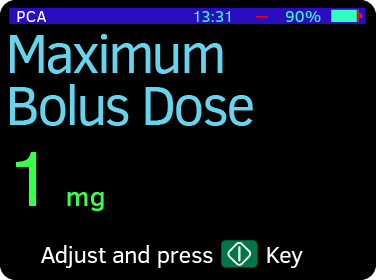 PCA 13:31 90%
Maximum
Bolus Dose
1 mg
Adjust and press Key